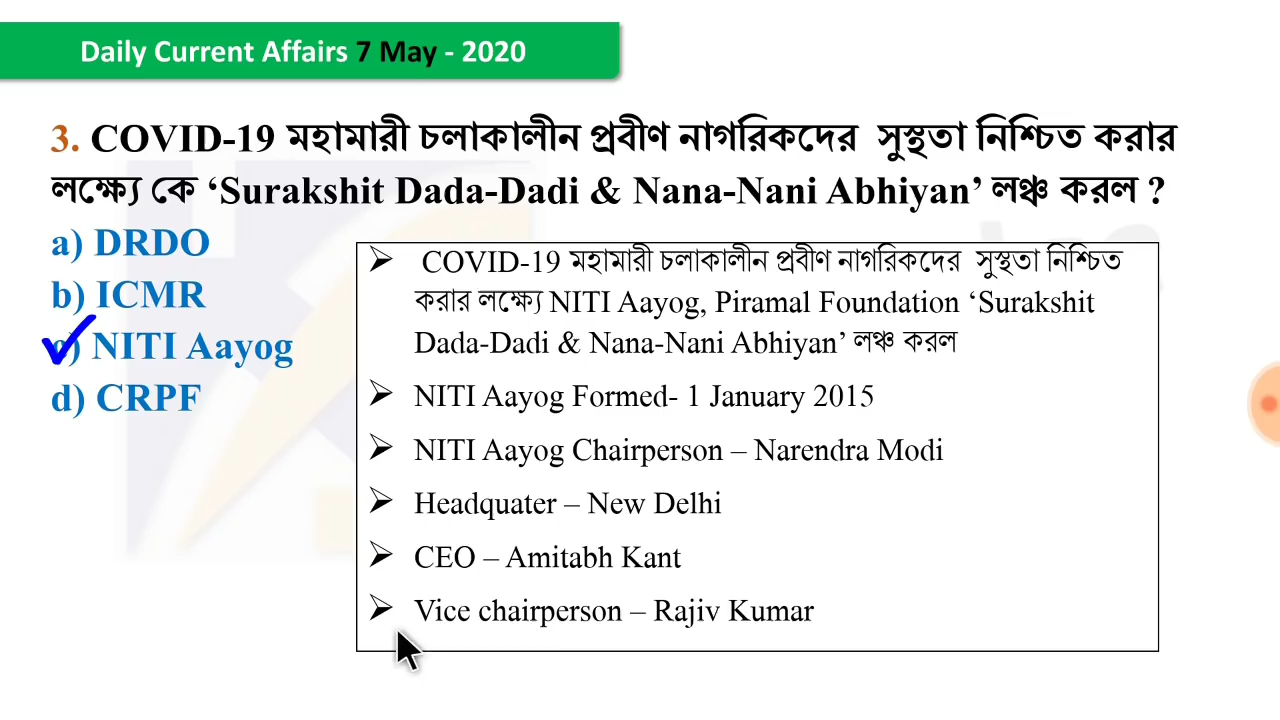 Daily Current Affairs 7 May - 2020
3. COVID-19 মহামারী চলাকালীন প্রবীণ নাগরিকদের সুস্থতা নিশ্চিত করার
লক্ষ্যে কে ‘Surakshit Dada-Dadi & Nana-Nani Abhiyan’ লঞ্চ করল ?
a) DRDO
b) ICMR
c) NITI Aayog
d) CRPF
COVID-19 মহামারী চলাকালীন প্রবীণ নাগরিকদের সুস্থতা নিশ্চিত
করার লক্ষ্যে NITI Aayog, Piramal Foundation ‘Surakshit
Dada-Dadi & Nana-Nani Abhiyan’ লঞ্চ করল
NITI Aayog Formed- 1 January 2015
NITI Aayog Chairperson – Narendra Modi
Headquater – New Delhi
CEO – Amitabh Kant
Vice chairperson – Rajiv Kumar